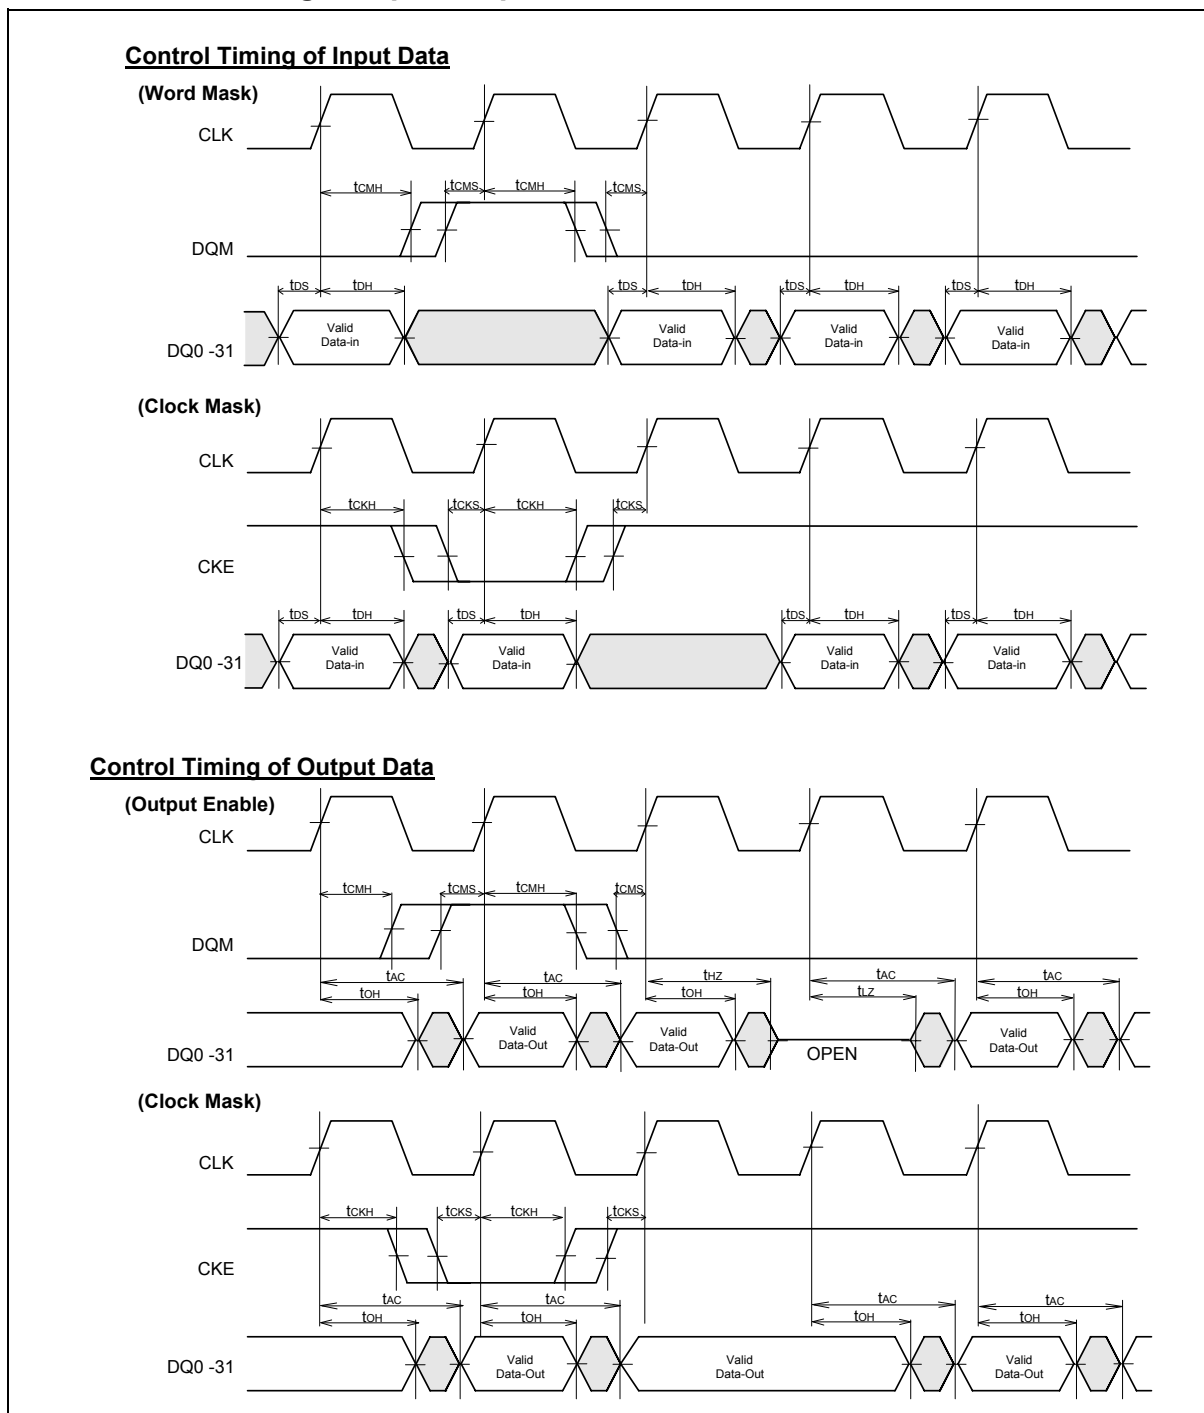 Control Timing of Input Data
(Word Mask)
CLK
tCMH tCMS tCMH tCMS
DQM
tDS tDH tDS tDH tDS tDH tDS tDH
Valid Data-in Valid Data-in Valid Data-in Valid Data-in
DQ0 -31
(Clock Mask)
CLK
tCKH tCKS tCKH tCKS
CKE
tDS tDH tDS tDH tDS tDH tDS tDH
Valid Data-in Valid Data-in Valid Data-in Valid Data-in
DQ0 -31
Control Timing of Output Data
(Output Enable)
CLK
tCMH tCMS tCMH tCMS
DQM
tAC tAC tHZ tAC tAC
tOH tOH tOH tLZ tOH
Valid Data-Out Valid Data-Out Valid Data-Out
DQ0 -31 OPEN
(Clock Mask)
CLK
tCKH tCKS tCKH tCKS
CKE
tAC tAC tAC tAC
tOH tOH tOH tOH
Valid Data-Out Valid Data-Out Valid Data-Out
DQ0 -31